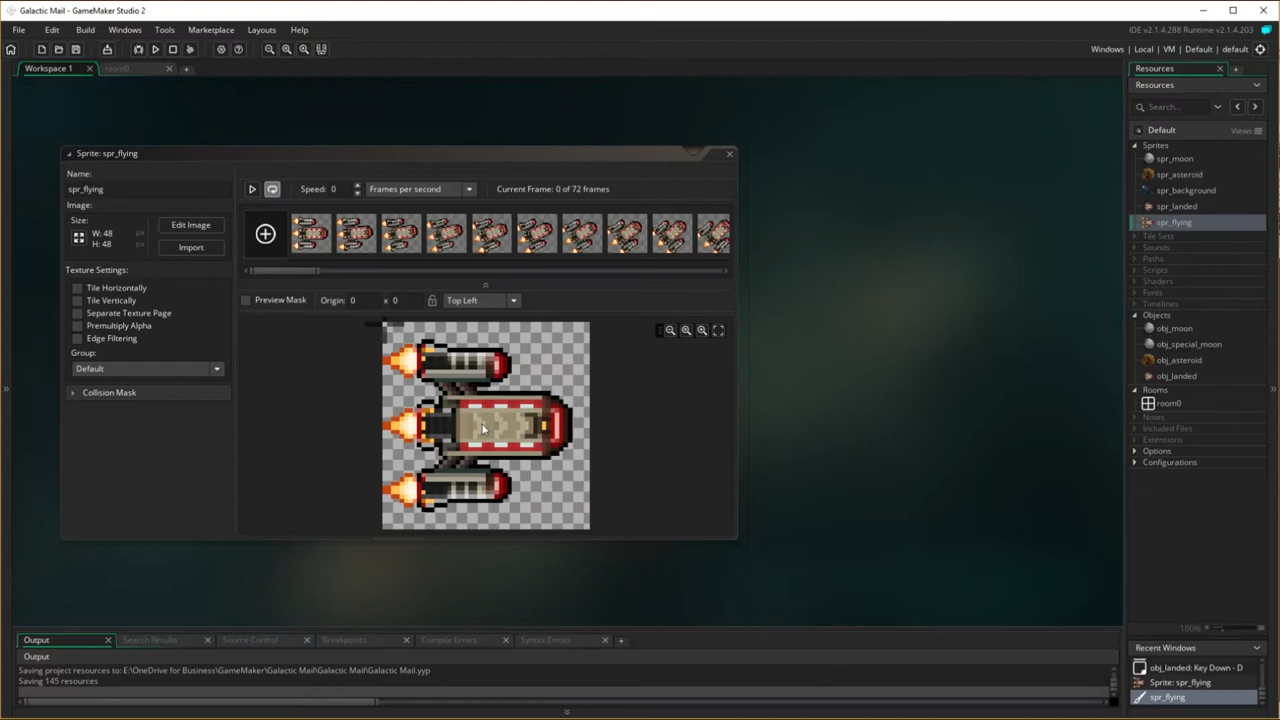 Galactic Mail - GameMaker Studio 2
File Edit Build Windows Tools Marketplace Layouts Help
IDE v2.1.4.288 Runtime v2.1.4.203
Windows | Local | VM | Default | default
Workspace 1
room0
Resources
Resources
Search...
Default
Views
Sprites
spr_moon
spr_asteroid
spr_background
spr_landed
spr_flying
Tile Sets
Sounds
Paths
Scripts
Shaders
Fonts
Timelines
Objects
obj_moon
obj_special_moon
obj_asteroid
obj_landed
Rooms
room0
Notes
Included Files
Extensions
Options
Configurations
100%
Recent Windows
obj_landed: Key Down - D
Sprite: spr_flying
spr_flying
Sprite: spr_flying
Name:
spr_flying
Image:
Size:
W: 48 px
H: 48 px
Edit Image
Import
Texture Settings:
Tile Horizontally
Tile Vertically
Separate Texture Page
Premultiply Alpha
Edge Filtering
Group:
Default
Collision Mask
Speed: 0
Frames per second
Current Frame: 0 of 72 frames
Preview Mask
Origin: 0 x 0
Top Left
Output
Search Results
Source Control
Breakpoints
Compile Errors
Syntax Errors
Output
Saving project resources to: E:\OneDrive for Business\GameMaker\Galactic Mail\Galactic Mail\Galactic Mail.yyp
Saving 145 resources